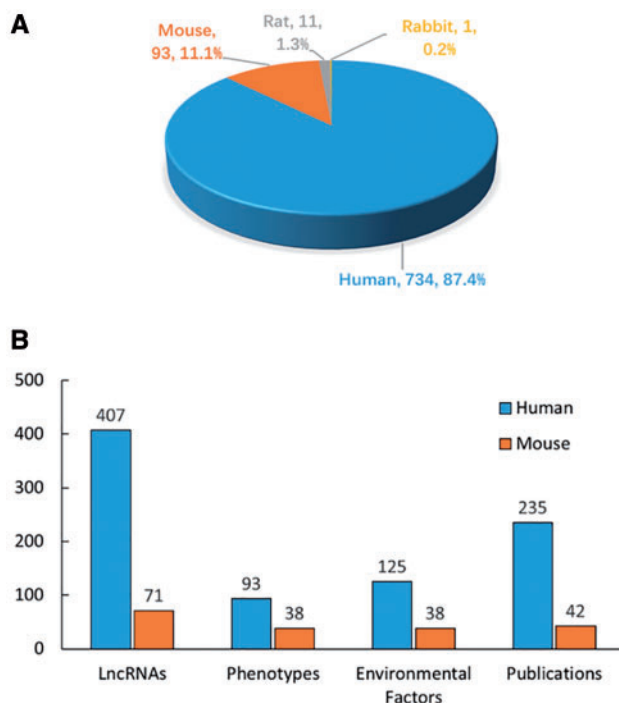 A
Mouse,
93, 11.1%
Rat, 11,
1.3%
Rabbit, 1,
0.2%
Human, 734, 87.4%
B
500
400
300
200
100
0
407
71
93
38
125
38
235
42
Human
Mouse
LncRNAs
Phenotypes
Environmental
Factors
Publications